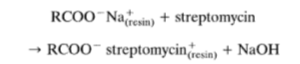 RCOO⁻Na⁺(resin) + streptomycin
→ RCOO⁻ streptomycin⁺(resin) + NaOH